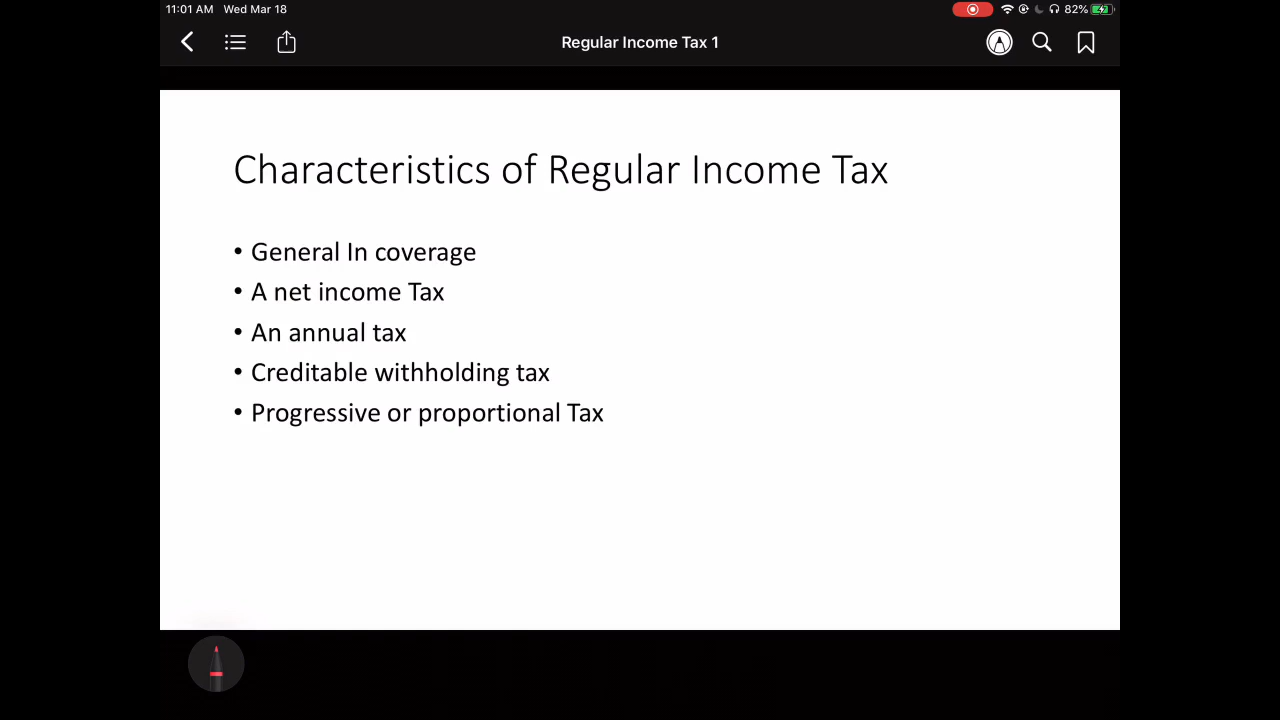 11:01 AM Wed Mar 18
82%
Regular Income Tax 1
Characteristics of Regular Income Tax
• General In coverage
• A net income Tax
• An annual tax
• Creditable withholding tax
• Progressive or proportional Tax